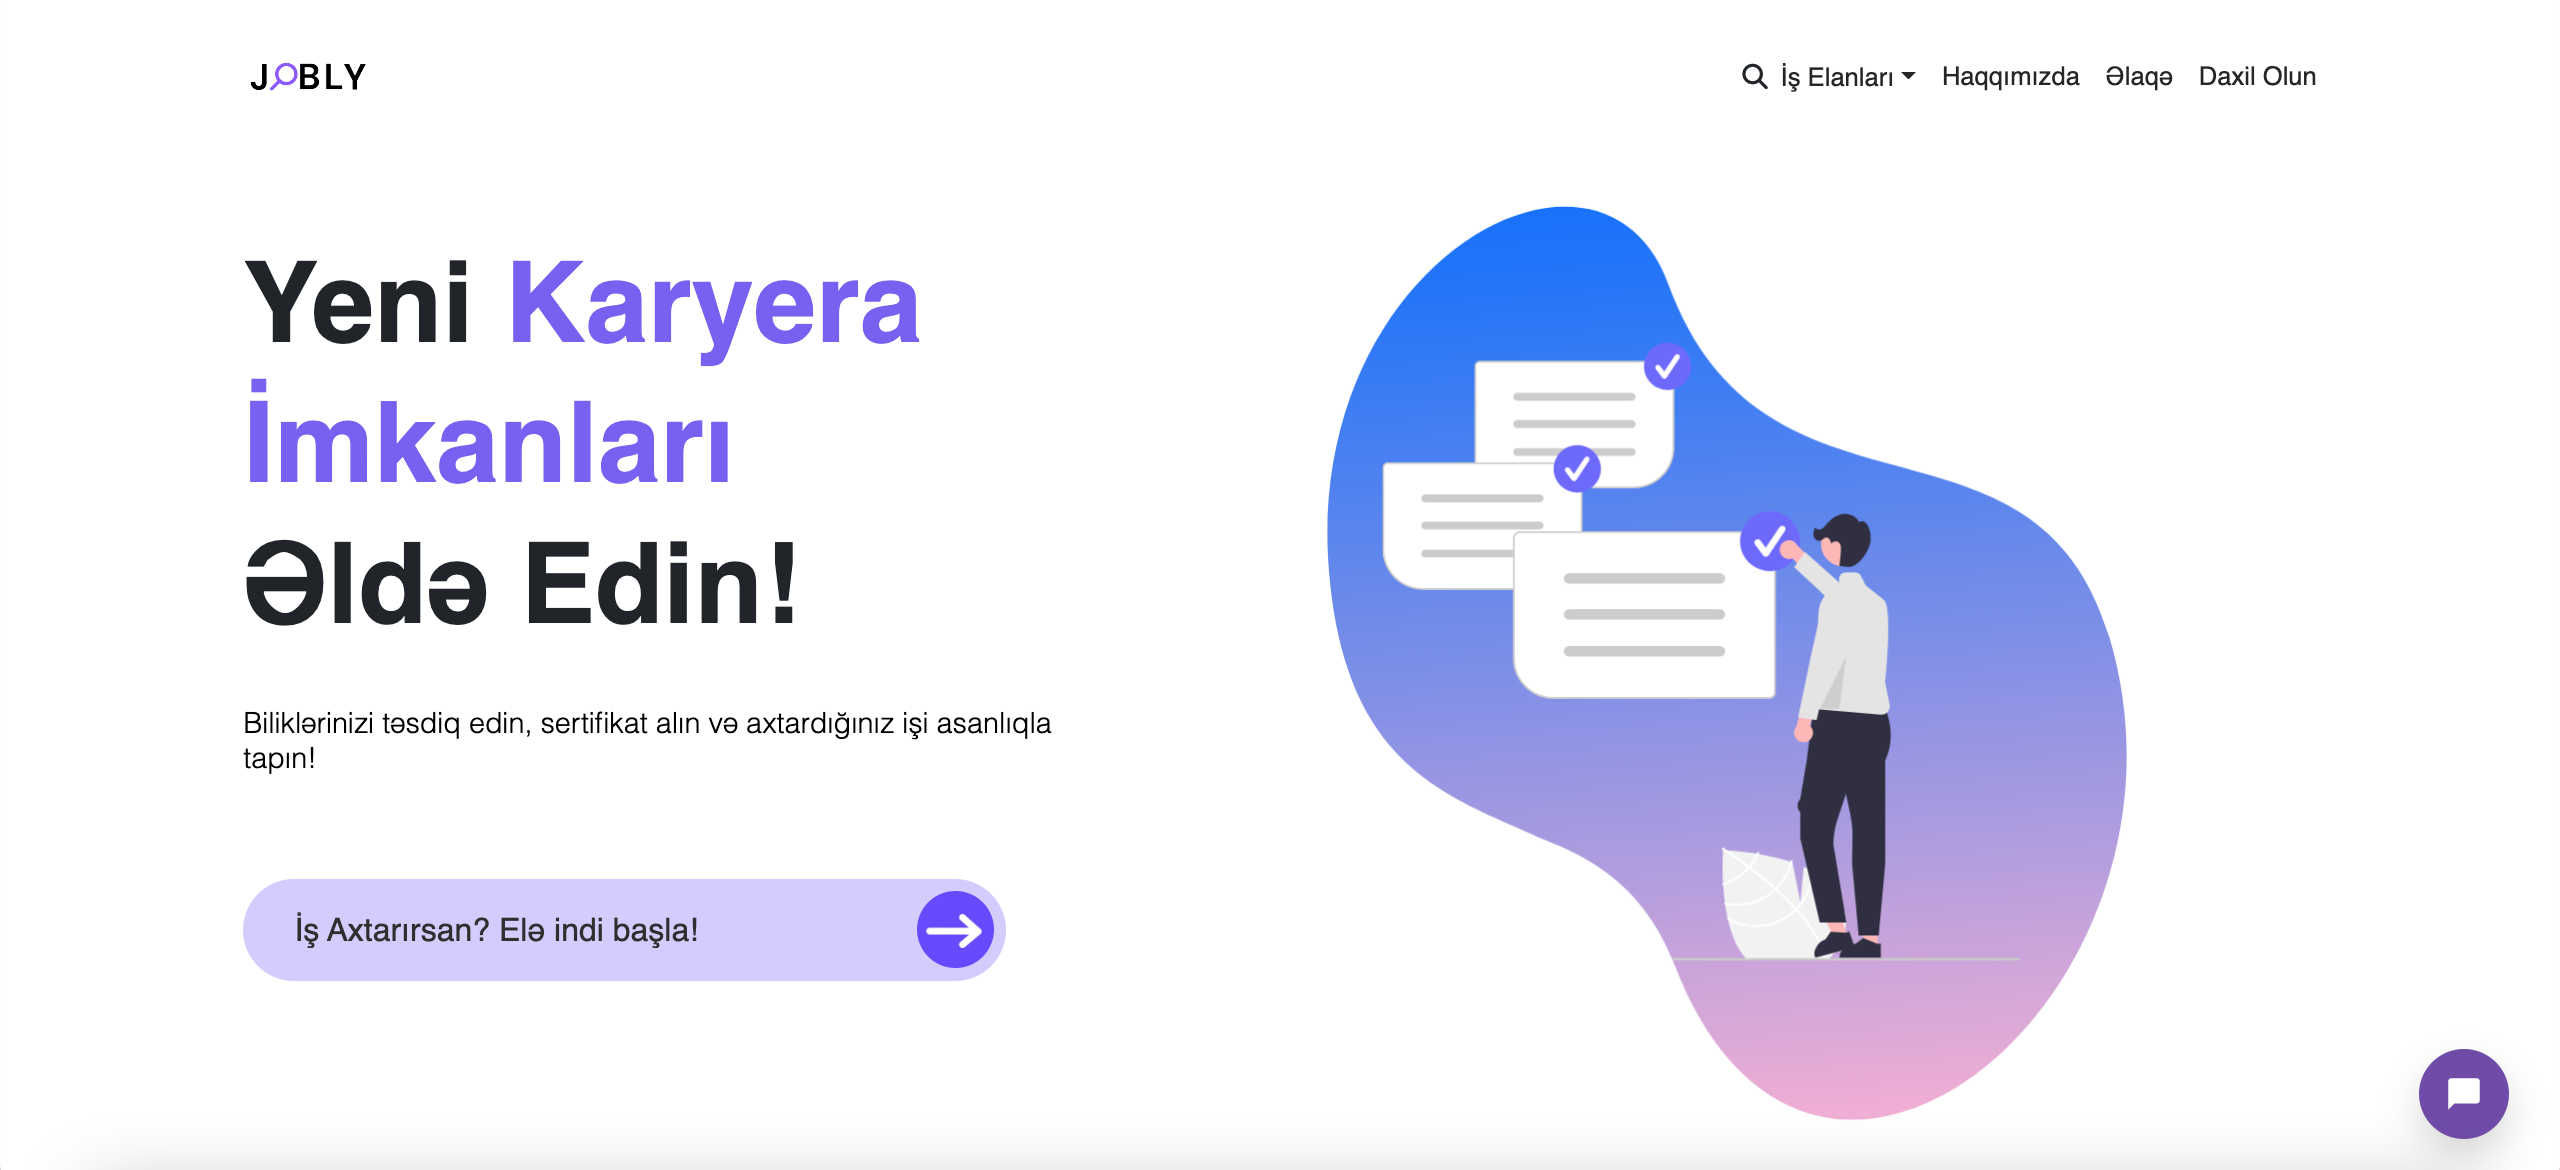 JOBLY
İş Elanları
Haqqımızda
Əlaqə
Daxil Olun
Yeni Karyera
İmkanları
Əldə Edin!
Biliklərinizi təsdiq edin, sertifikat alın və axtardığınız işi asanlıqla
tapın!
İş Axtarırsan? Elə indi başla!